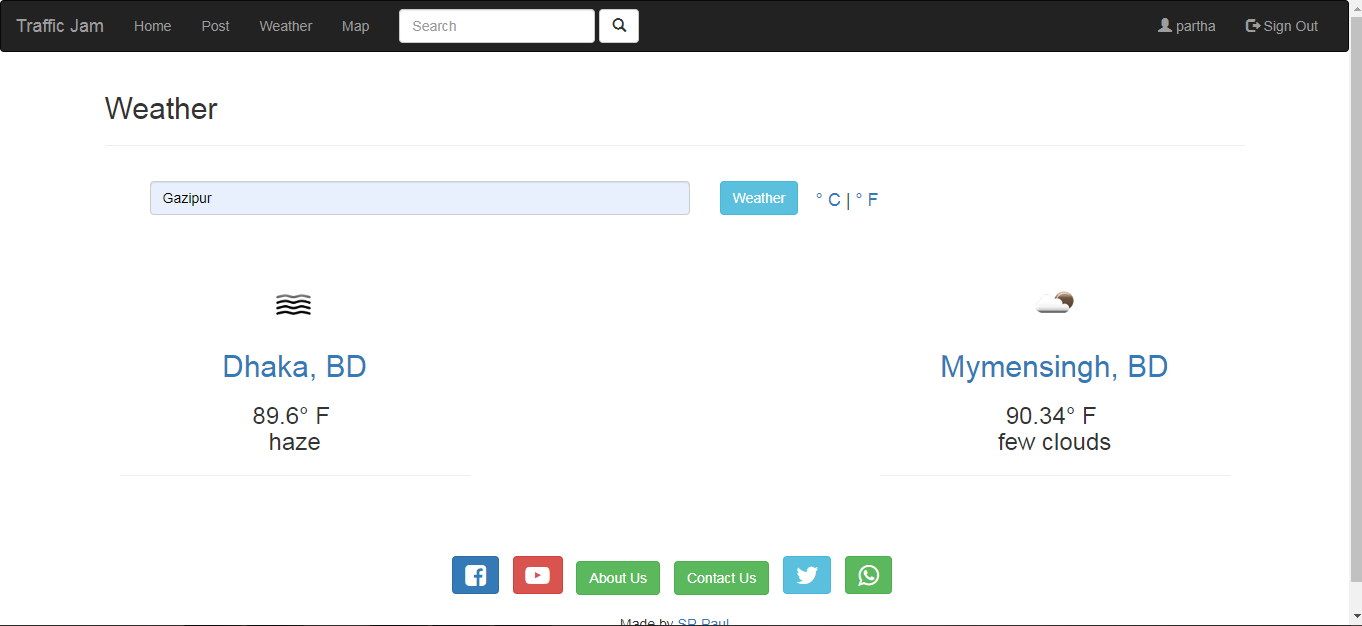 Traffic Jam Home Post Weather Map Search partha Sign Out
Weather
Gazipur Weather ° C | ° F
Dhaka, BD
89.6° F
haze
Mymensingh, BD
90.34° F
few clouds
About Us Contact Us
Made by SR Paul